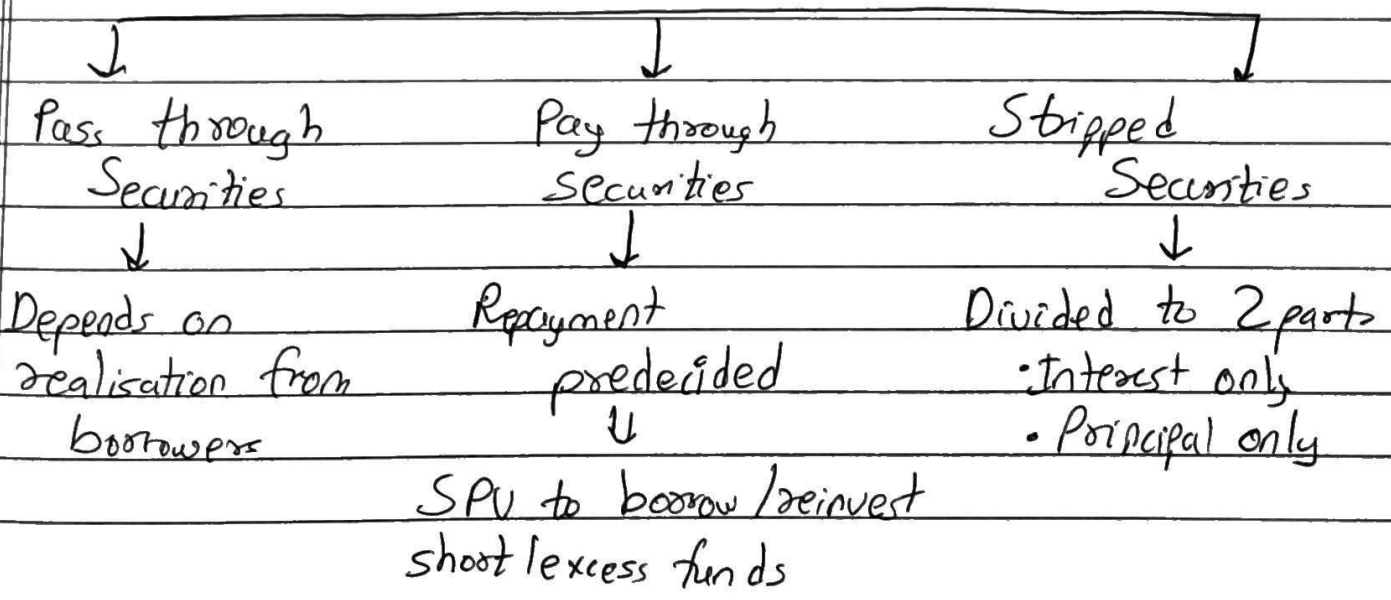 Pass through
Securities
Depends on
realisation from
borrowers
Pay through
securities
Repayment
predecided
SPV to borrow/reinvest
short/excess funds
Stripped
Securities
Divided to 2 parts
•Interest only
• Principal only